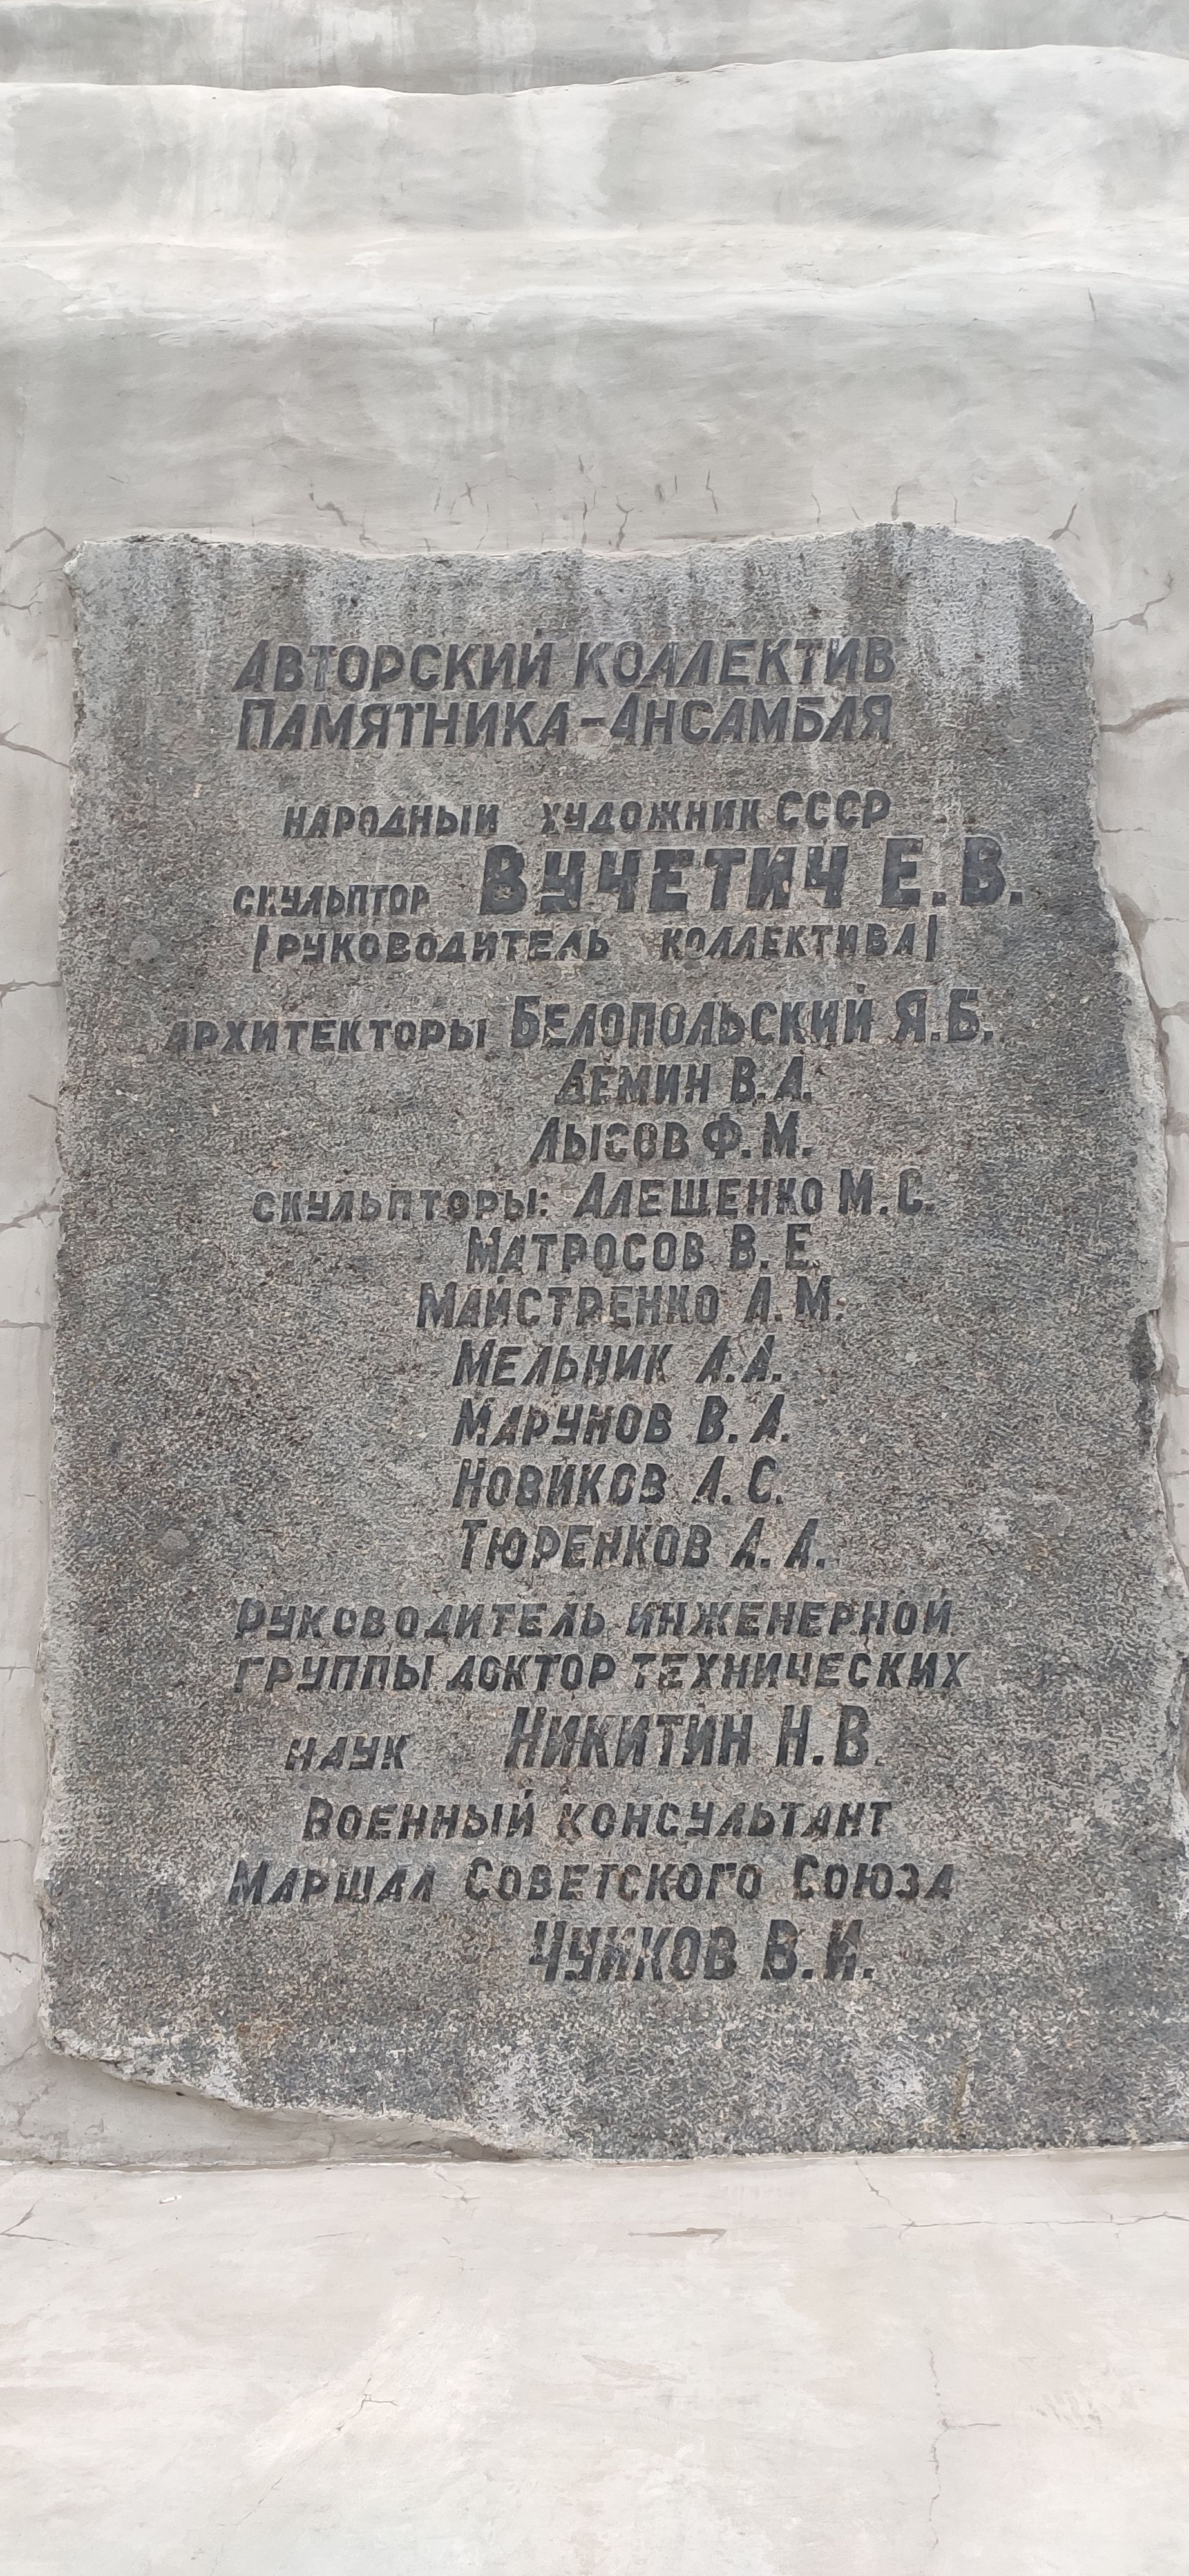 Авторский коллектив
Памятника-Ансамбля
народный художник СССР
скульптор Вучетич Е.В.
(руководитель коллектива)
архитекторы Белопольский Я.Б.
Демин В.А.
Лысов Ф.М.
скульпторы: Алещенко М.С.
Матросов В.Е.
Майстренко А.М.
Мельник А.А.
Марунов В.А.
Новиков А.С.
Тюренков А.А.
Руководитель инженерной
группы доктор технических
наук Никитин Н.В.
Военный консультант
Маршал Советского Союза
Чуйков В.И.